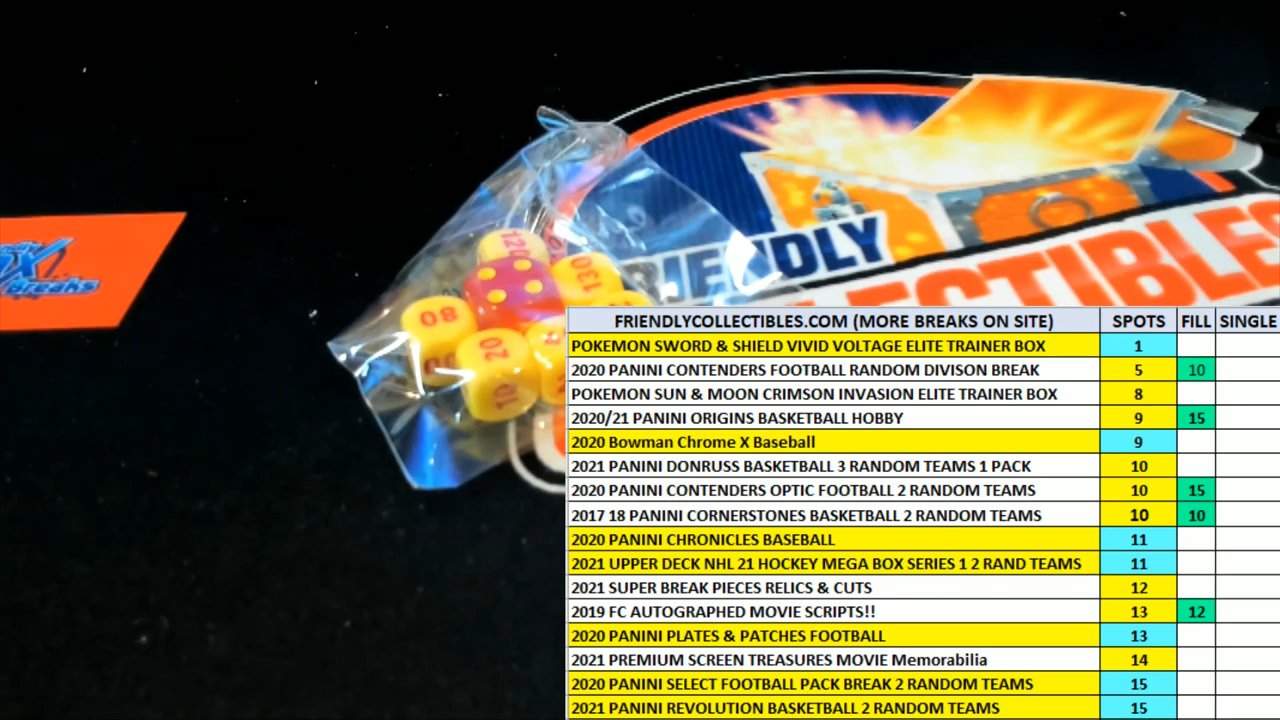 Breaks
FRIENDLY
COLLECTIBLES
120
130
80
20
10
FRIENDLYCOLLECTIBLES.COM (MORE BREAKS ON SITE) SPOTS FILL SINGLE
POKEMON SWORD & SHIELD VIVID VOLTAGE ELITE TRAINER BOX 1
2020 PANINI CONTENDERS FOOTBALL RANDOM DIVISON BREAK 5 10
POKEMON SUN & MOON CRIMSON INVASION ELITE TRAINER BOX 8
2020/21 PANINI ORIGINS BASKETBALL HOBBY 9 15
2020 Bowman Chrome X Baseball 9
2021 PANINI DONRUSS BASKETBALL 3 RANDOM TEAMS 1 PACK 10
2020 PANINI CONTENDERS OPTIC FOOTBALL 2 RANDOM TEAMS 10 15
2017 18 PANINI CORNERSTONES BASKETBALL 2 RANDOM TEAMS 10 10
2020 PANINI CHRONICLES BASEBALL 11
2021 UPPER DECK NHL 21 HOCKEY MEGA BOX SERIES 1 2 RAND TEAMS 11
2021 SUPER BREAK PIECES RELICS & CUTS 12
2019 FC AUTOGRAPHED MOVIE SCRIPTS!! 13 12
2020 PANINI PLATES & PATCHES FOOTBALL 13
2021 PREMIUM SCREEN TREASURES MOVIE Memorabilia 14
2020 PANINI SELECT FOOTBALL PACK BREAK 2 RANDOM TEAMS 15
2021 PANINI REVOLUTION BASKETBALL 2 RANDOM TEAMS 15